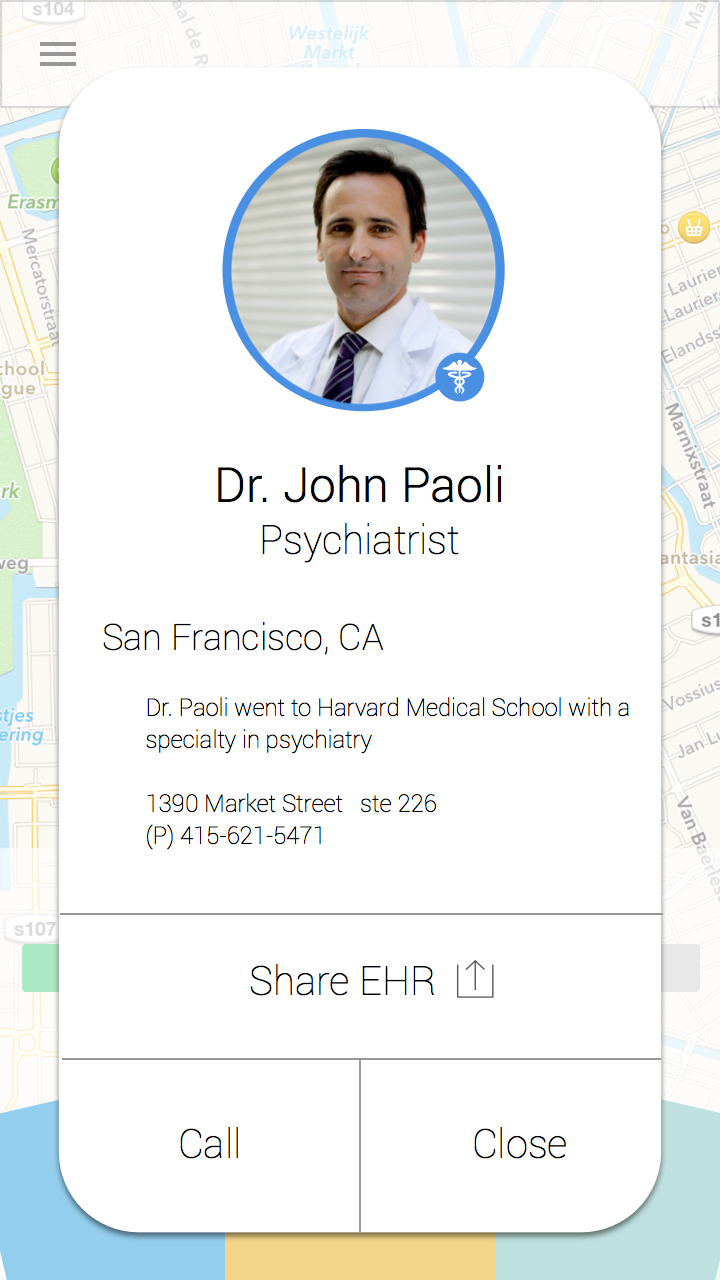 s104
Westelijk
Markt
Erasm
Mercatorstraat
Laurier
Laurier
Elandss
chool
gue
Marnixstraat
rk
Dr. John Paoli
Psychiatrist
weg
antasia
San Francisco, CA
s1
Vossius
Dr. Paoli went to Harvard Medical School with a
specialty in psychiatry
stjes
ering
Jan Lu
1390 Market Street ste 226
(P) 415-621-5471
Van Baerles
s107
Share EHR
Call
Close